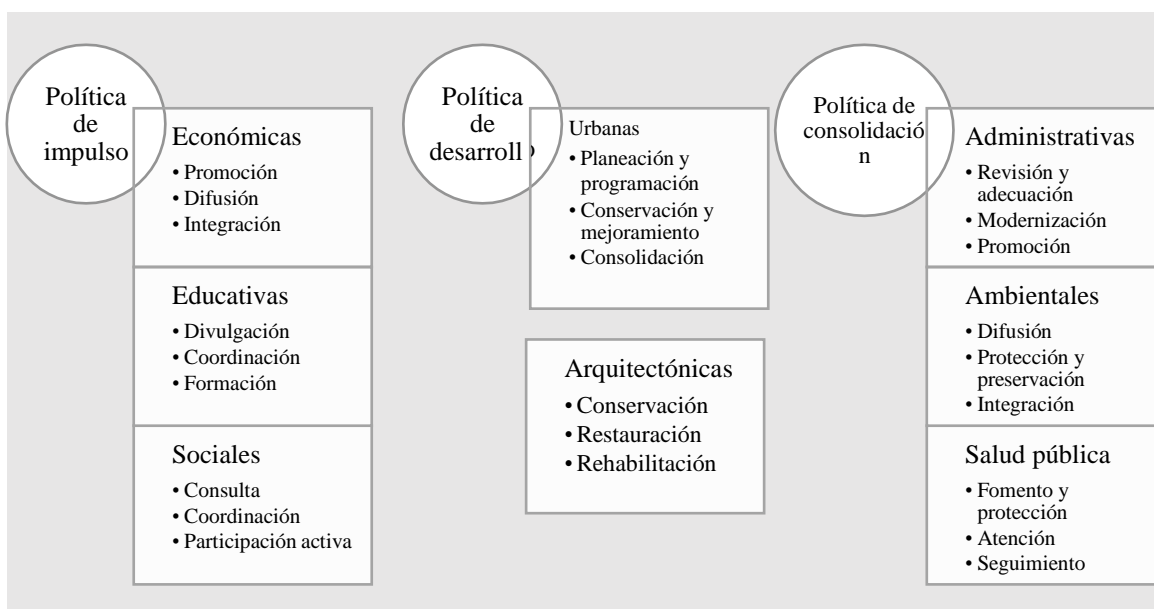 Política
de
impulso
Económicas
• Promoción
• Difusión
• Integración
Educativas
• Divulgación
• Coordinación
• Formación
Sociales
• Consulta
• Coordinación
• Participación activa
Política
de
desarrollo
Urbanas
• Planeación y
programación
• Conservación y
mejoramiento
• Consolidación
Arquitectónicas
• Conservación
• Restauración
• Rehabilitación
Política de
consolidació
n
Administrativas
• Revisión y
adecuación
• Modernización
• Promoción
Ambientales
• Difusión
• Protección y
preservación
• Integración
Salud pública
• Fomento y
protección
• Atención
• Seguimiento